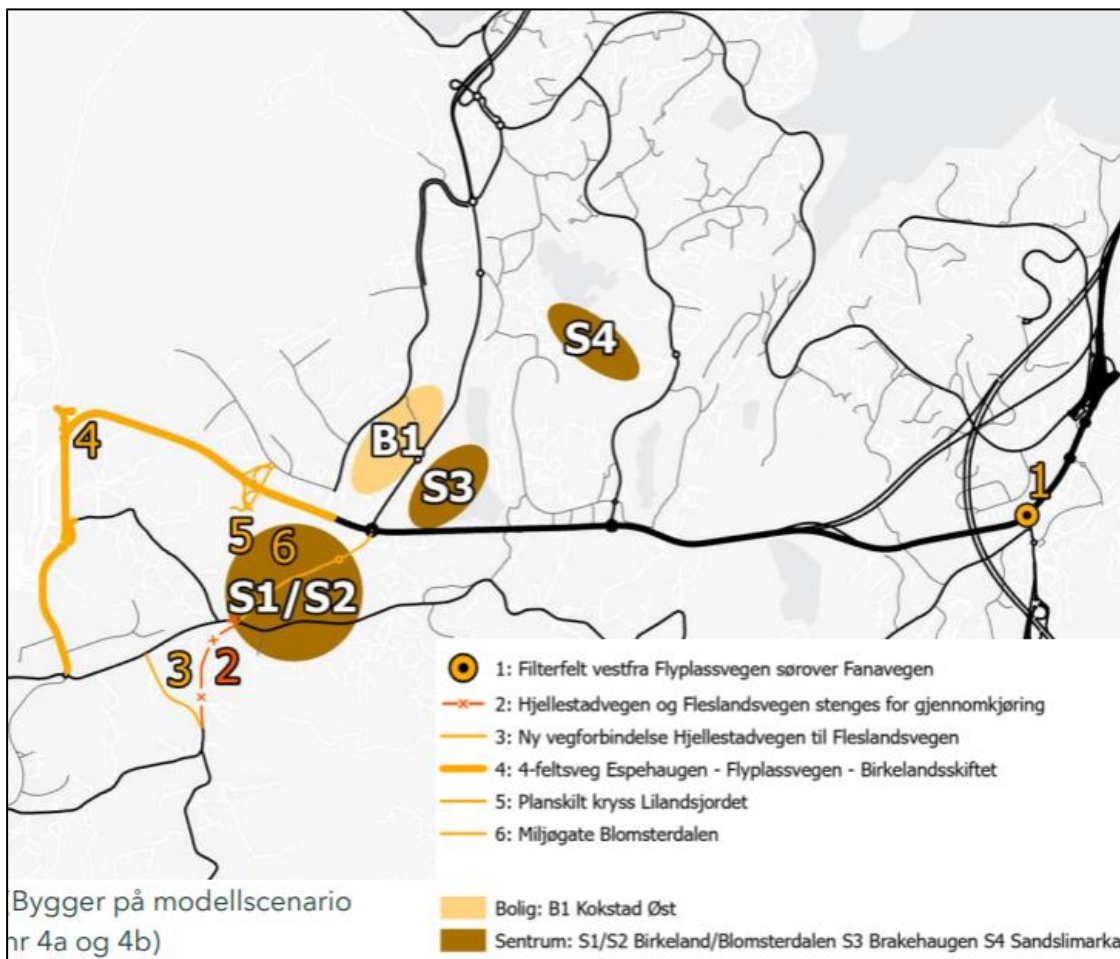 S4
4
B1
S3
1
5
6
S1/S2
3
2
1: Filterfelt vestfra Flyplassvegen sørover Fanavegen
2: Hjellestadvegen og Fleslandsvegen stenges for gjennomkjøring
3: Ny vegforbindelse Hjellestadvegen til Fleslandsvegen
4: 4-feltsveg Espehaugen - Flyplassvegen - Birkelandsskiftet
5: Planskilt kryss Lilandsjordet
6: Miljøgate Blomsterdalen
(Bygger på modellscenario
nr 4a og 4b)
Bolig: B1 Kokstad Øst
Sentrum: S1/S2 Birkeland/Blomsterdalen S3 Brakehaugen S4 Sandslimarka